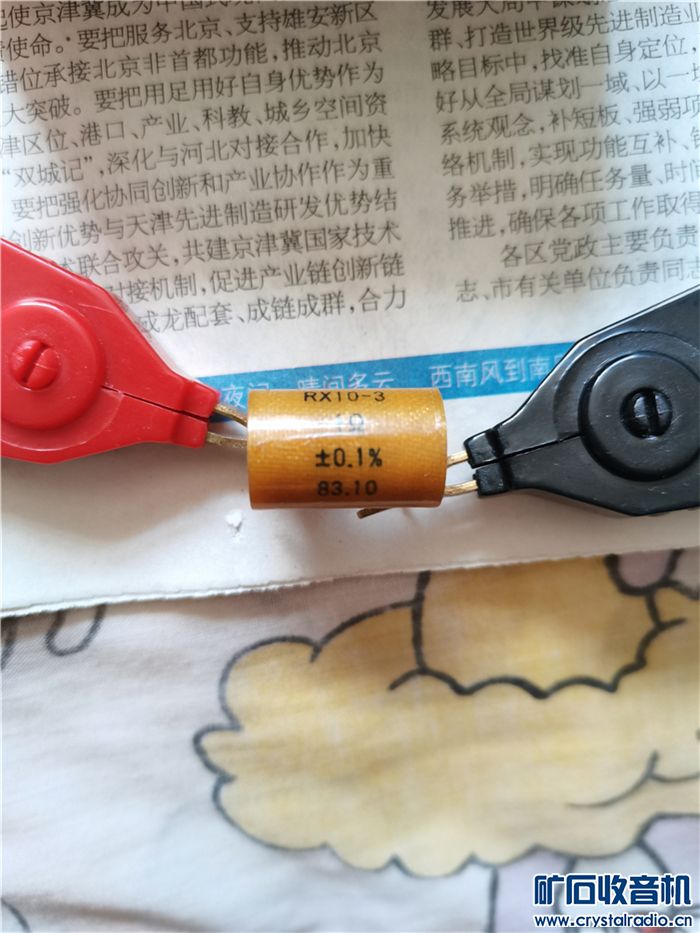 使命。·要把服务北京、支持雄安新区
错位承接北京非首都功能,推动北京
大突破。要把用足用好自身优势作为
津区位、港口、产业、科教、城乡空间资
“双城记”,深化与河北对接合作,加快
要把强化协同创新和产业协作作为重
创新优势与天津先进制造研发优势结
术联合攻关,共建京津冀国家技术
对接机制,促进产业链创新链
成龙配套、成链成群,合力
群、打造世界级先进制造
略目标中,找准自身定位、
好从全局谋划一域、以一
系统观念,补短板、强弱项
络机制,实现功能互补、
务举措,明确任务量、时间
推进,确保各项工作取得
各区党政主要负责
志、市有关单位负责同志
夜间 晴间多云 西南风到南
RX10-3
1Ω
±0.1%
83.10
矿石收音机
www.crystalradio.cn